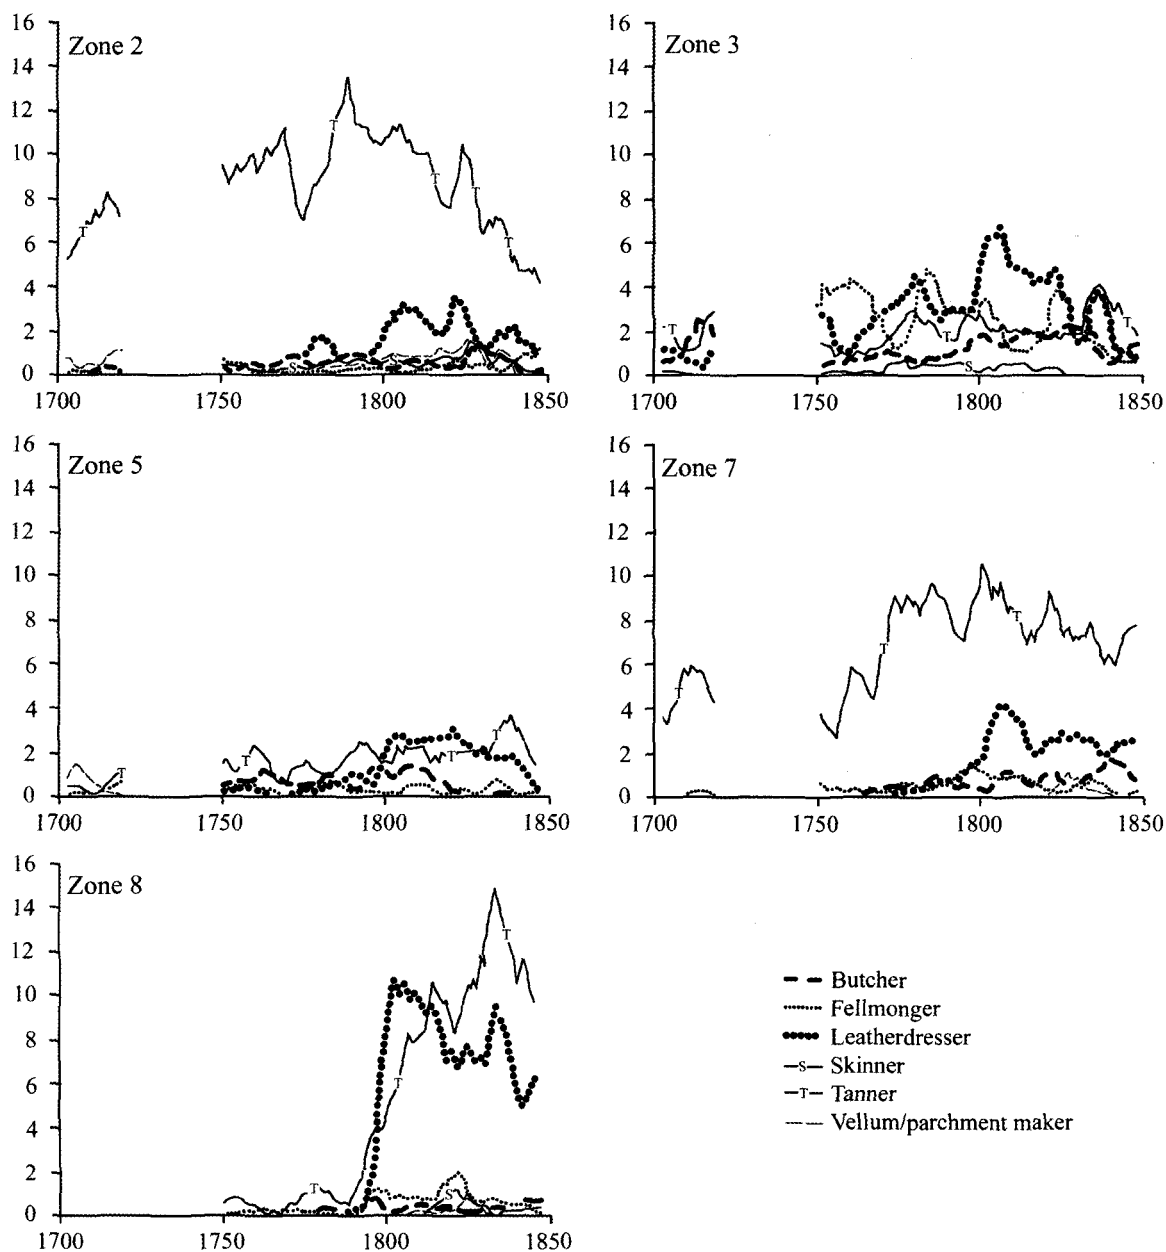 Zone 2
16
14
12
10
8
6
4
2
0
1700 1750 1800 1850
T T T T T S
Zone 3
16
14
12
10
8
6
4
2
0
1700 1750 1800 1850
T T T S
Zone 5
16
14
12
10
8
6
4
2
0
1700 1750 1800 1850
T T T T
Zone 7
16
14
12
10
8
6
4
2
0
1700 1750 1800 1850
T T T
Zone 8
16
14
12
10
8
6
4
2
0
1700 1750 1800 1850
T T T S
Butcher
Fellmonger
Leatherdresser
S Skinner
T Tanner
Vellum/parchment maker